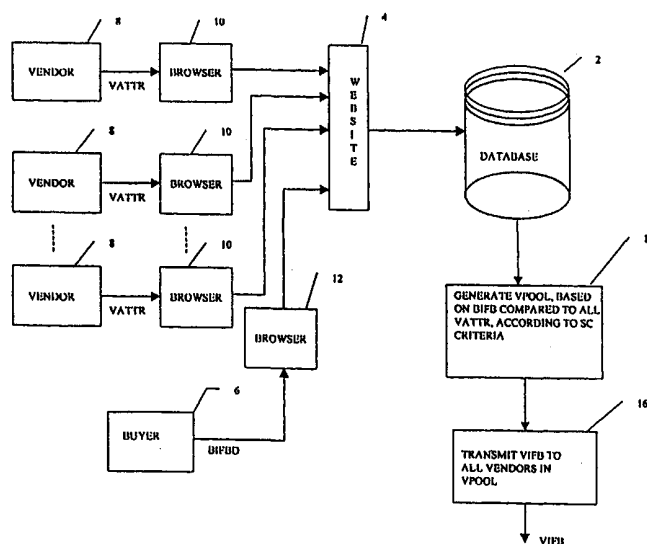 8
10
4
VENDOR
VATTR
BROWSER
WEBSITE
2
DATABASE
8
10
VENDOR
VATTR
BROWSER
8
10
VENDOR
VATTR
BROWSER
12
BROWSER
GENERATE VPOOL, BASED
ON BIFB COMPARED TO ALL
VATTR, ACCORDING TO SC
CRITERIA
6
BUYER
BIFBD
16
TRANSMIT VIFB TO
ALL VENDORS IN
VPOOL
VIFB